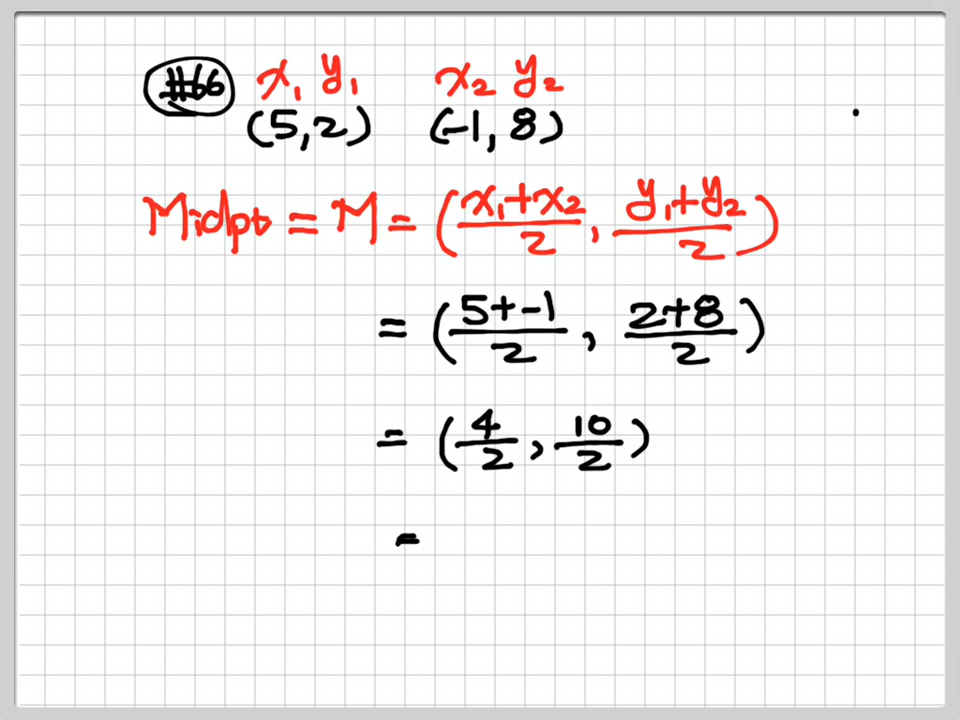 #66 x₁ y₁ x₂ y₂
(5,2) (-1,8)
Midpt = M = (x₁+x₂/2, y₁+y₂/2)
= (5+-1/2, 2+8/2)
= (4/2, 10/2)
=